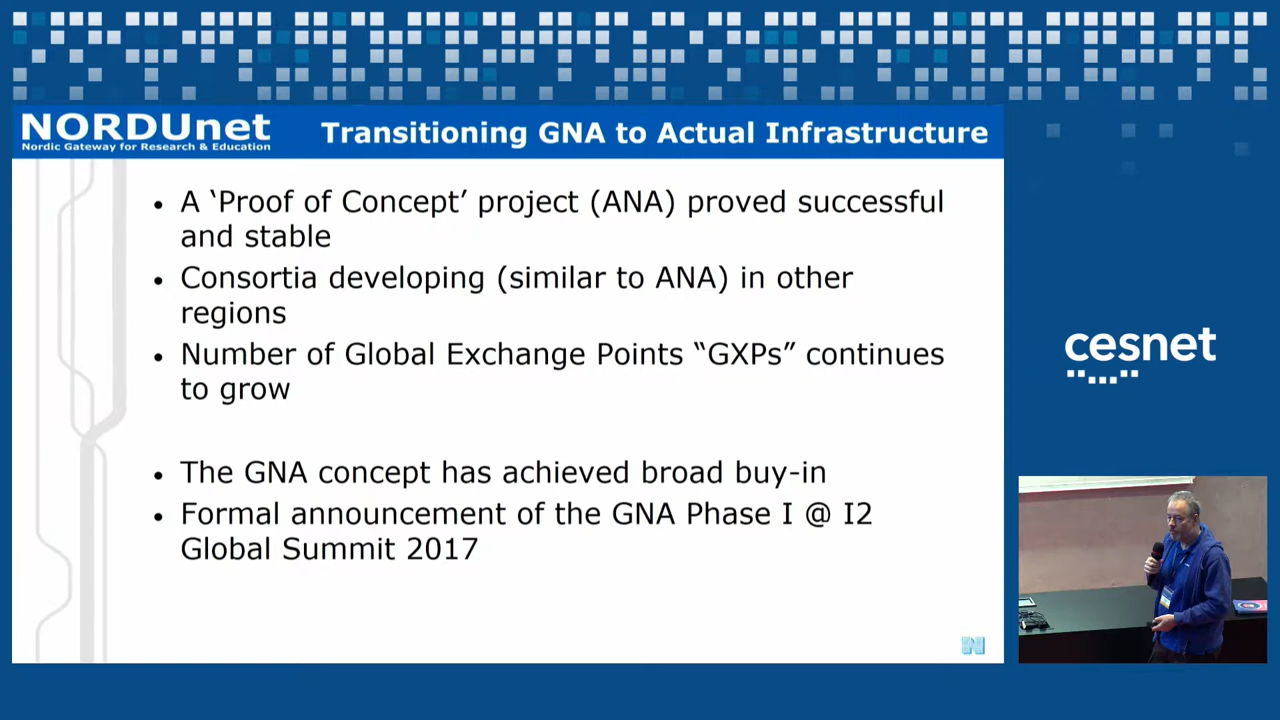 NORDUnet
Nordic Gateway for Research & Education
Transitioning GNA to Actual Infrastructure
• A ‘Proof of Concept’ project (ANA) proved successful
and stable
• Consortia developing (similar to ANA) in other
regions
• Number of Global Exchange Points “GXPs” continues
to grow
• The GNA concept has achieved broad buy-in
• Formal announcement of the GNA Phase I @ I2
Global Summit 2017
N
cesnet